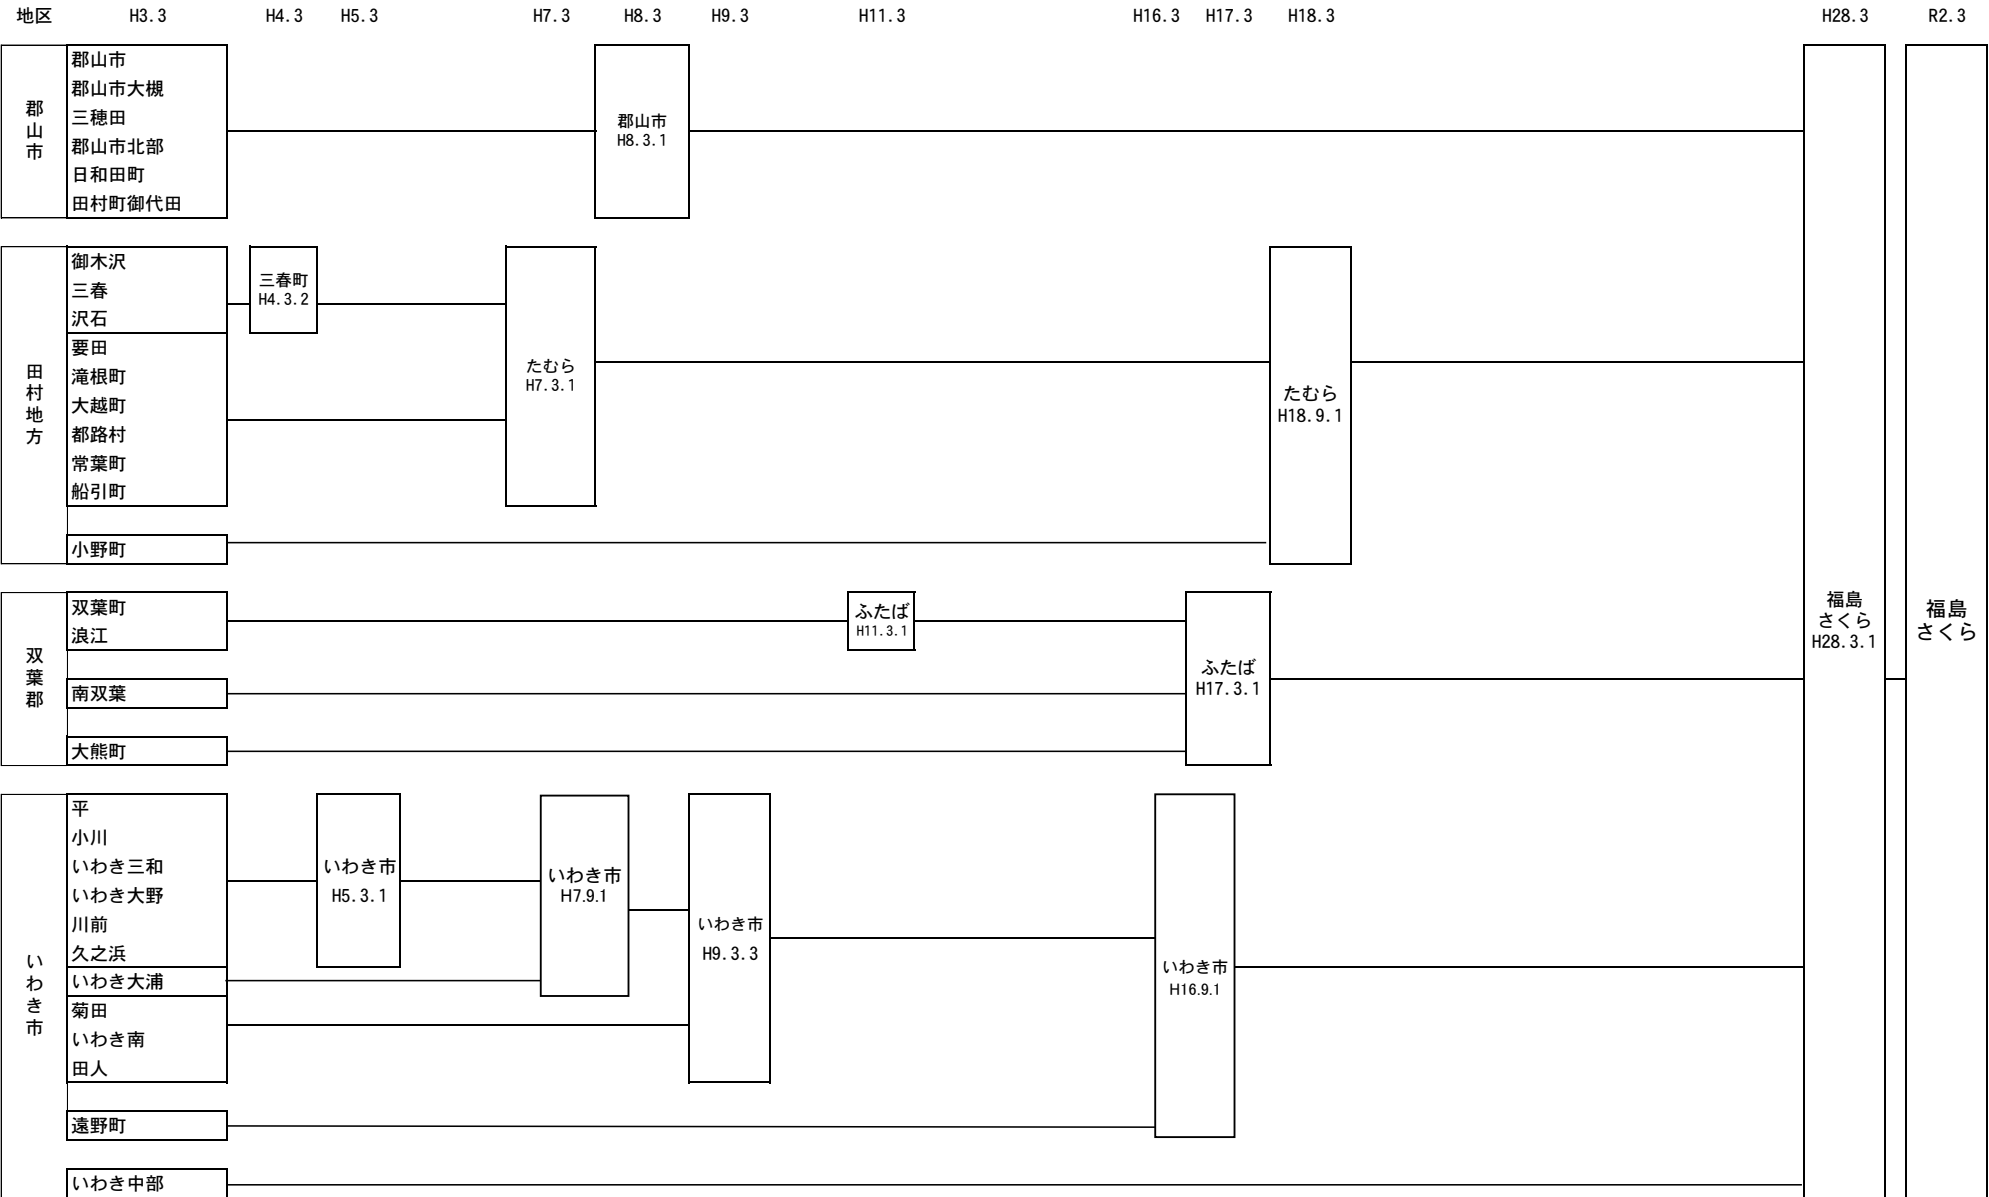 地区 H3.3 H4.3 H5.3 H7.3 H8.3 H9.3 H11.3 H16.3 H17.3 H18.3 H28.3 R2.3
郡山市
郡山市
郡山市大槻
三穂田
郡山市北部
日和田町
田村町御代田
郡山市
H8.3.1
田村地方
御木沢
三春
沢石
要田
滝根町
大越町
都路村
常葉町
船引町
小野町
三春町
H4.3.2
たむら
H7.3.1
たむら
H18.9.1
双葉郡
双葉町
浪江
南双葉
大熊町
ふたば
H11.3.1
ふたば
H17.3.1
いわき市
平
小川
いわき三和
いわき大野
川前
久之浜
いわき大浦
菊田
いわき南
田人
遠野町
いわき中部
いわき市
H5.3.1
いわき市
H7.9.1
いわき市
H9.3.3
いわき市
H16.9.1
福島
さくら
H28.3.1
福島
さくら